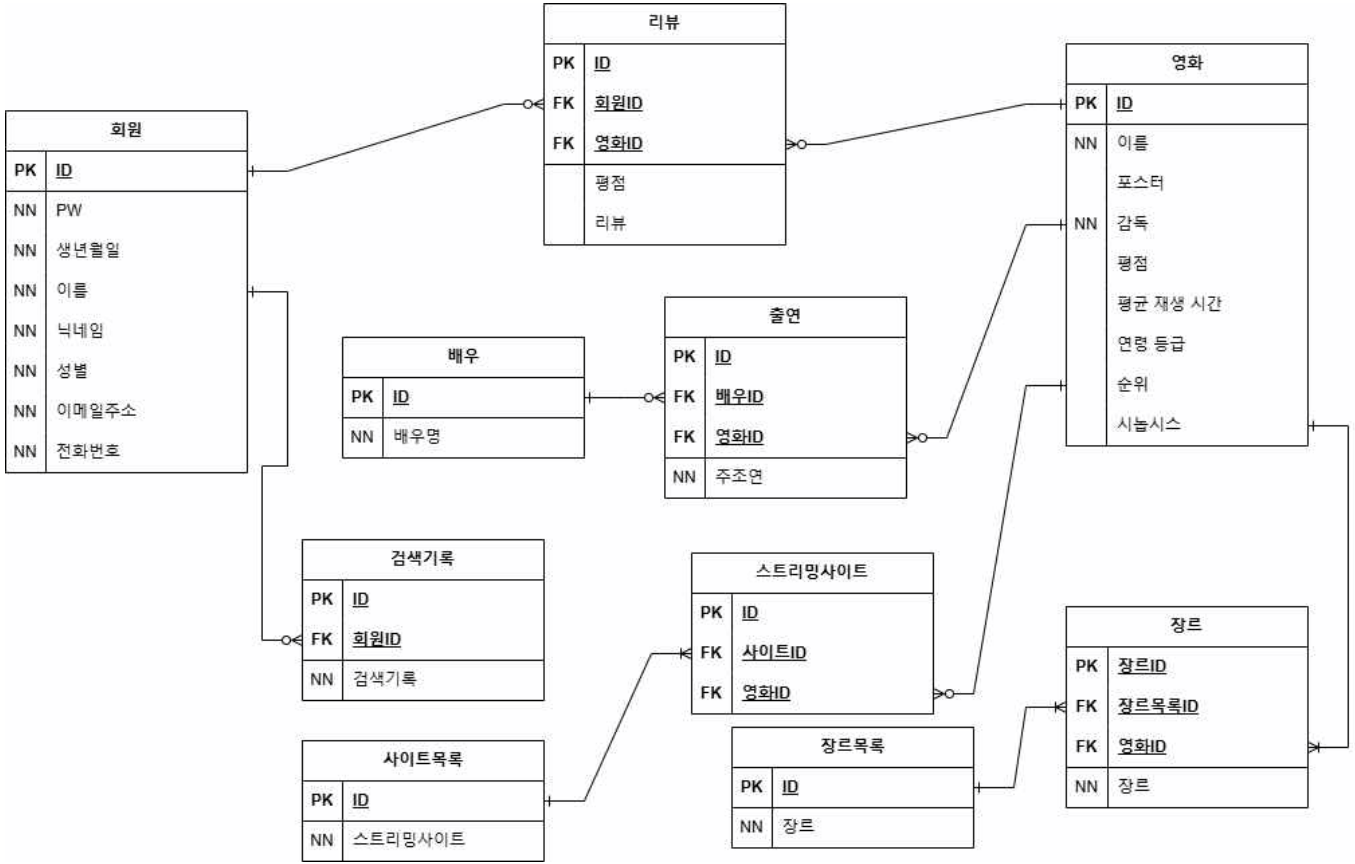 리뷰
PK ID
FK 회원ID
FK 영화ID
평점
리뷰
영화
PK ID
NN 이름
포스터
NN 감독
평점
평균 재생 시간
연령 등급
순위
시놉시스
회원
PK ID
NN PW
NN 생년월일
NN 이름
NN 닉네임
NN 성별
NN 이메일주소
NN 전화번호
출연
PK ID
FK 배우ID
FK 영화ID
NN 주조연
배우
PK ID
NN 배우명
검색기록
PK ID
FK 회원ID
NN 검색기록
스트리밍사이트
PK ID
FK 사이트ID
FK 영화ID
장르
PK 장르ID
FK 장르목록ID
FK 영화ID
NN 장르
사이트목록
PK ID
NN 스트리밍사이트
장르목록
PK ID
NN 장르